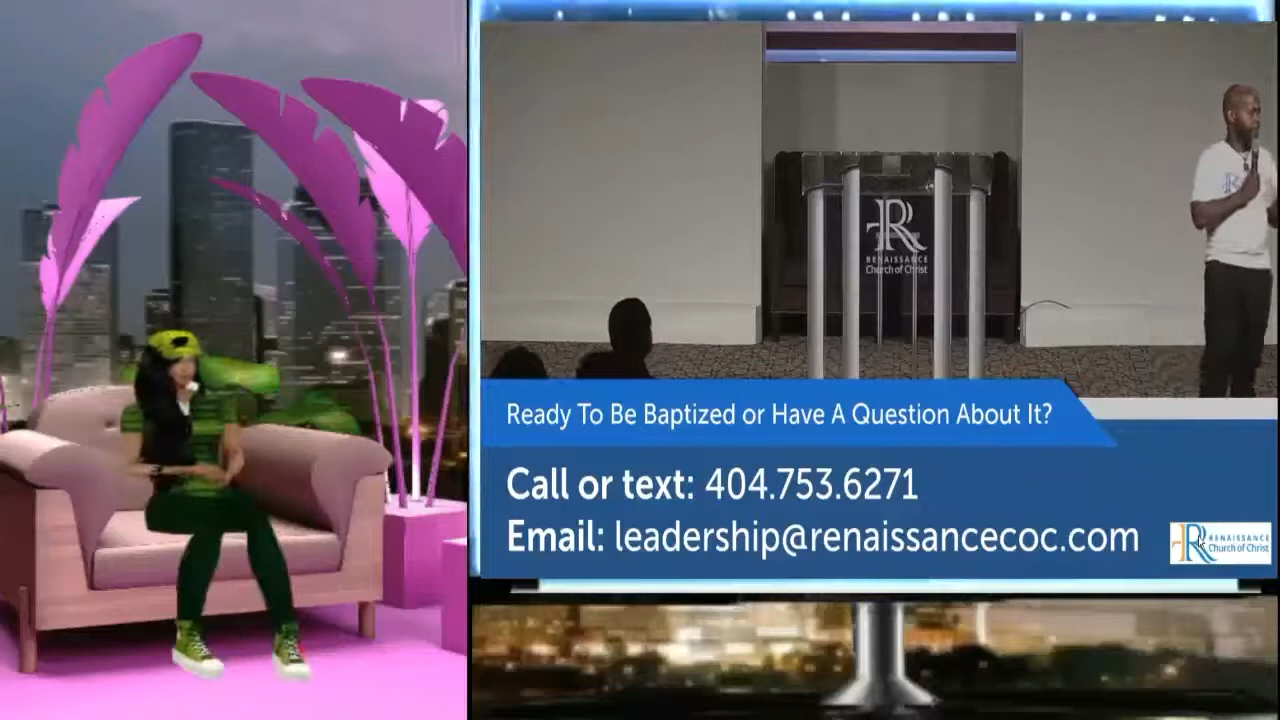 R
RENAISSANCE
Church of Christ
R
Ready To Be Baptized or Have A Question About It?
Call or text: 404.753.6271
Email: leadership@renaissancecoc.com
R RENAISSANCE
Church of Christ